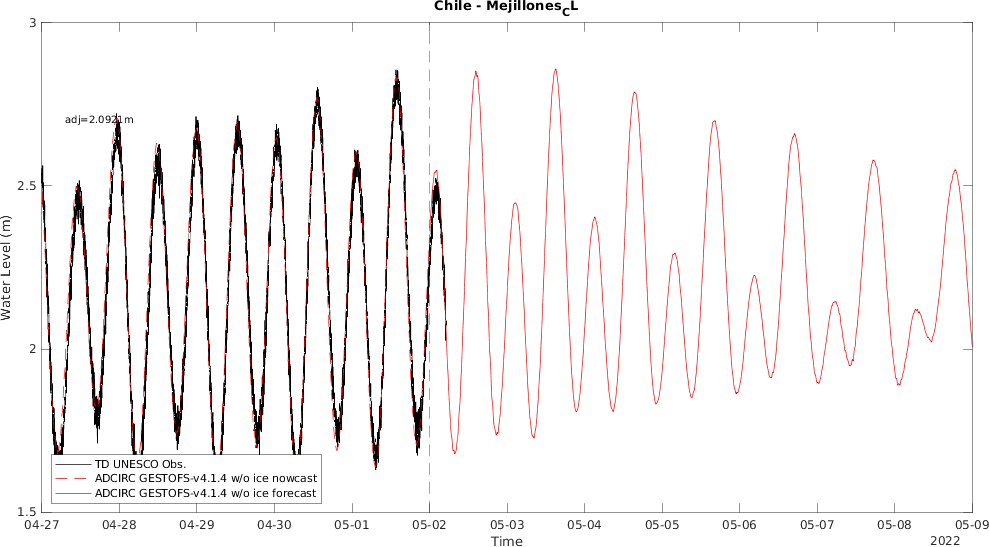 Chile - Mejillones_CL
3
adj=2.0921m
2.5
Water Level (m)
2
TD UNESCO Obs.
ADCIRC GESTOFS-v4.1.4 w/o ice nowcast
ADCIRC GESTOFS-v4.1.4 w/o ice forecast
1.5
04-27 04-28 04-29 04-30 05-01 05-02 05-03 05-04 05-05 05-06 05-07 05-08 05-09
Time
2022